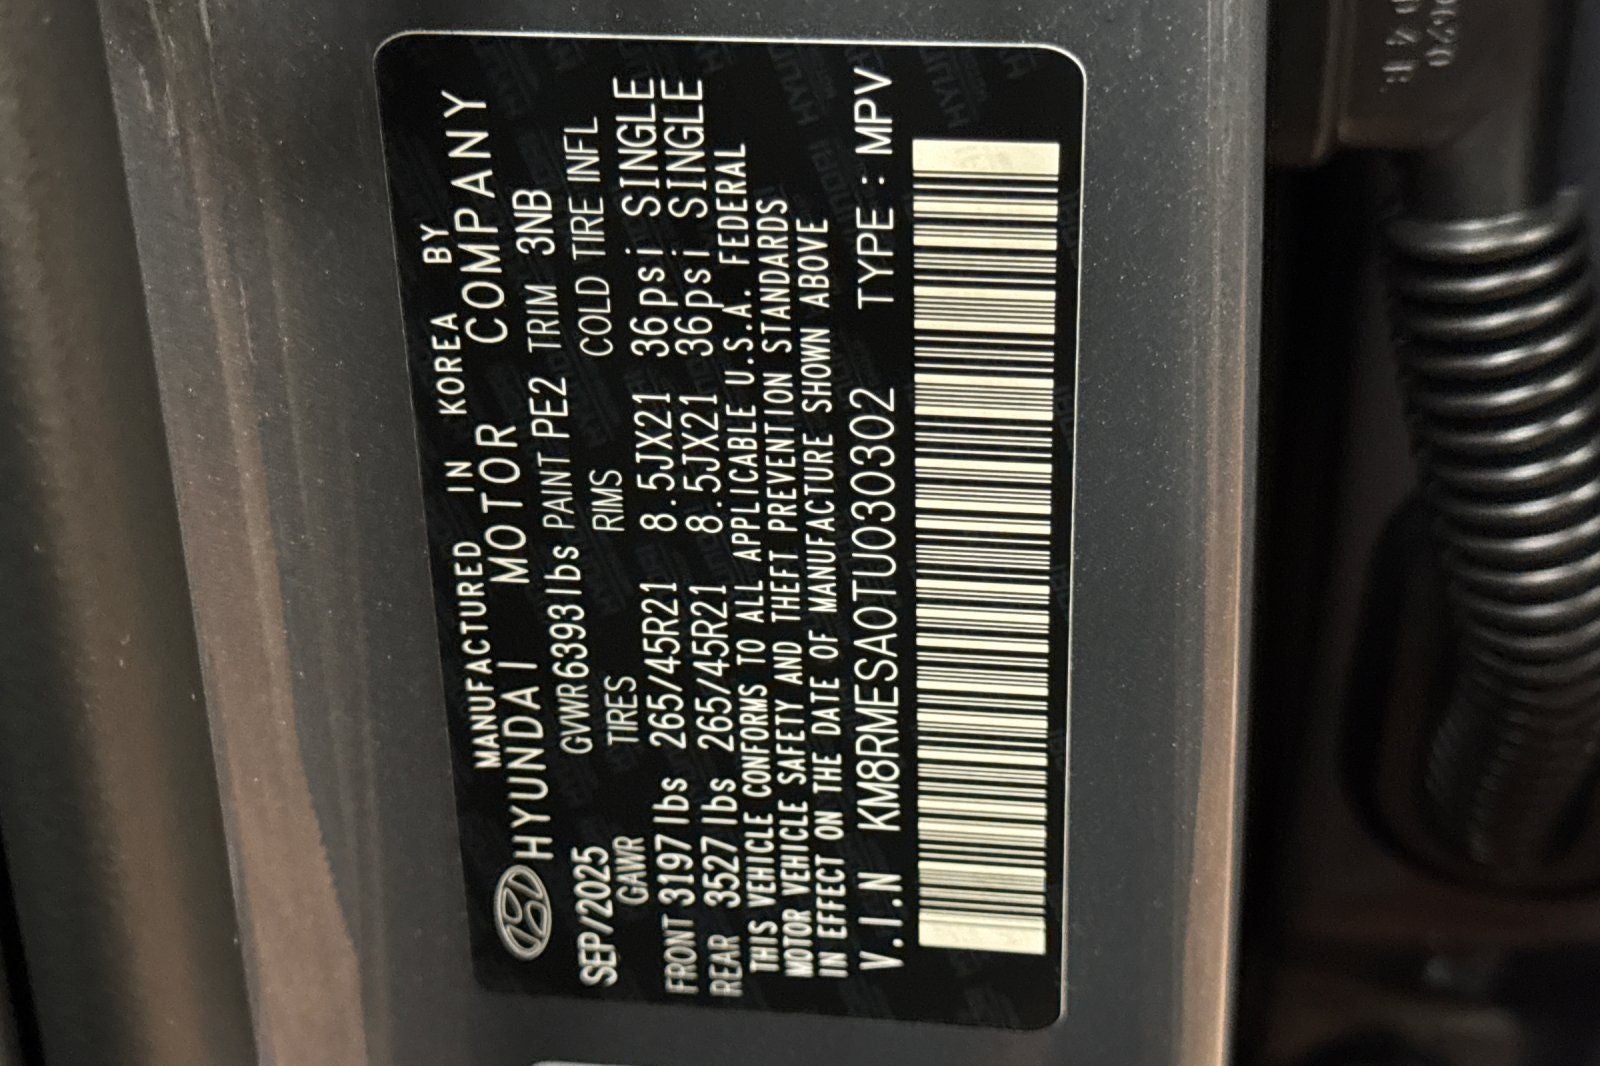 MANUFACTURED IN KOREA BY
HYUNDAI MOTOR COMPANY
SEP/2025 GVWR6393lbs PAINT PE2 TRIM 3NB
GAWR TIRES RIMS COLD TIRE INFL
FRONT 3197lbs 265/45R21 8.5JX21 36psi SINGLE
REAR 3527lbs 265/45R21 8.5JX21 36psi SINGLE
THIS VEHICLE CONFORMS TO ALL APPLICABLE U.S.A. FEDERAL
MOTOR VEHICLE SAFETY AND THEFT PREVENTION STANDARDS
IN EFFECT ON THE DATE OF MANUFACTURE SHOWN ABOVE
V.I.N KM8RMESA0TU030302 TYPE : MPV